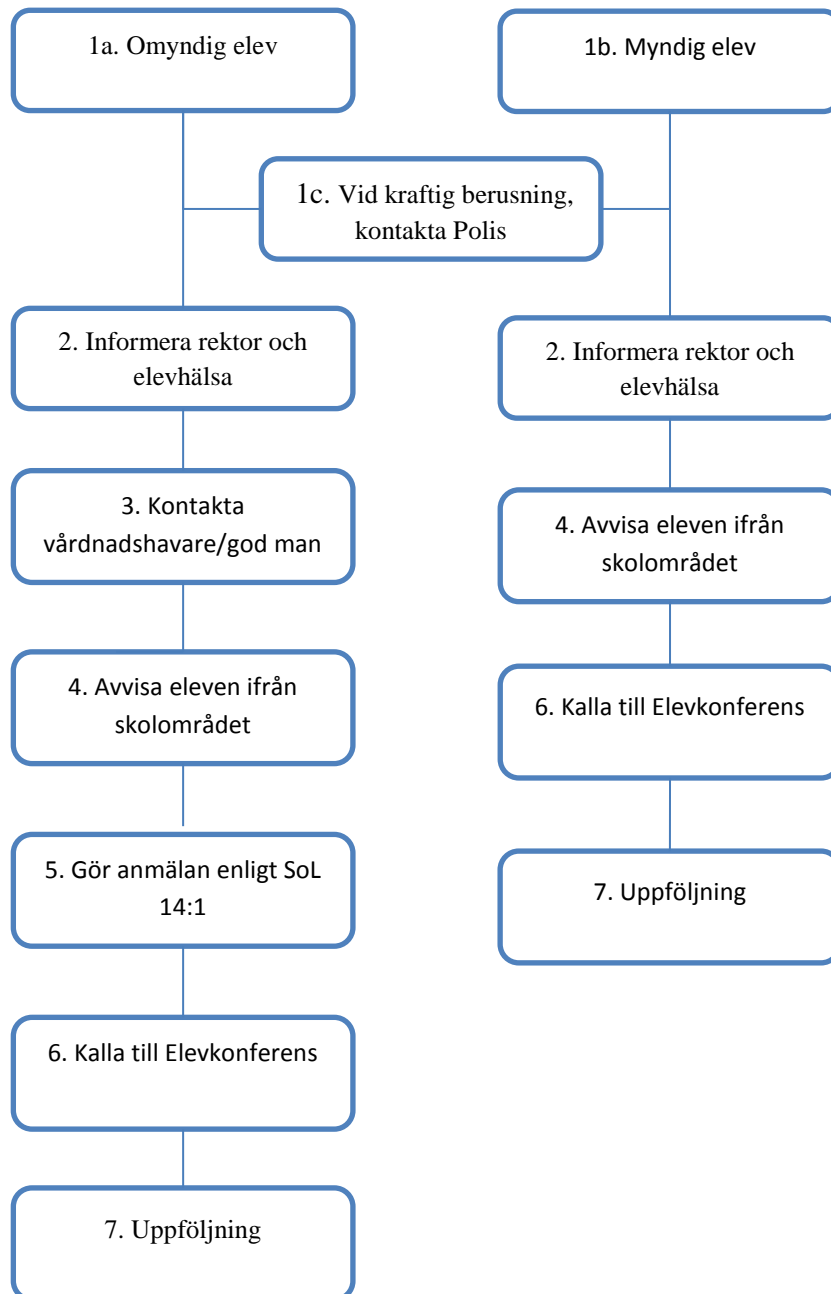 1a. Omyndig elev
1b. Myndig elev
1c. Vid kraftig berusning,
kontakta Polis
2. Informera rektor och
elevhälsa
3. Kontakta
vårdnadshavare/god man
4. Avvisa eleven ifrån
skolområdet
5. Gör anmälan enligt SoL
14:1
6. Kalla till Elevkonferens
7. Uppföljning
2. Informera rektor och
elevhälsa
4. Avvisa eleven ifrån
skolområdet
6. Kalla till Elevkonferens
7. Uppföljning